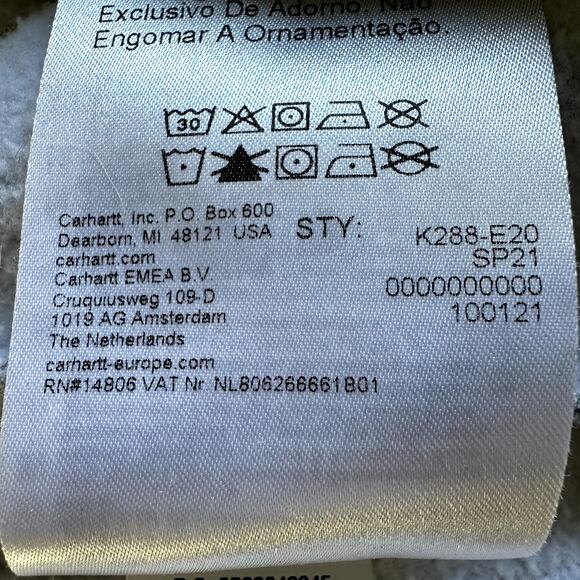 Exclusivo De Adorno. Não
Engomar A Ornamentação.
30
Carhartt, Inc. P.O. Box 600
Dearborn, MI 48121 USA
carhartt.com
Carhartt EMEA B.V.
Cruquiusweg 109-D
1019 AG Amsterdam
The Netherlands
carhartt-europe.com
RN#14806 VAT Nr NL806266661B01
STY: K288-E20
SP21
0000000000
100121